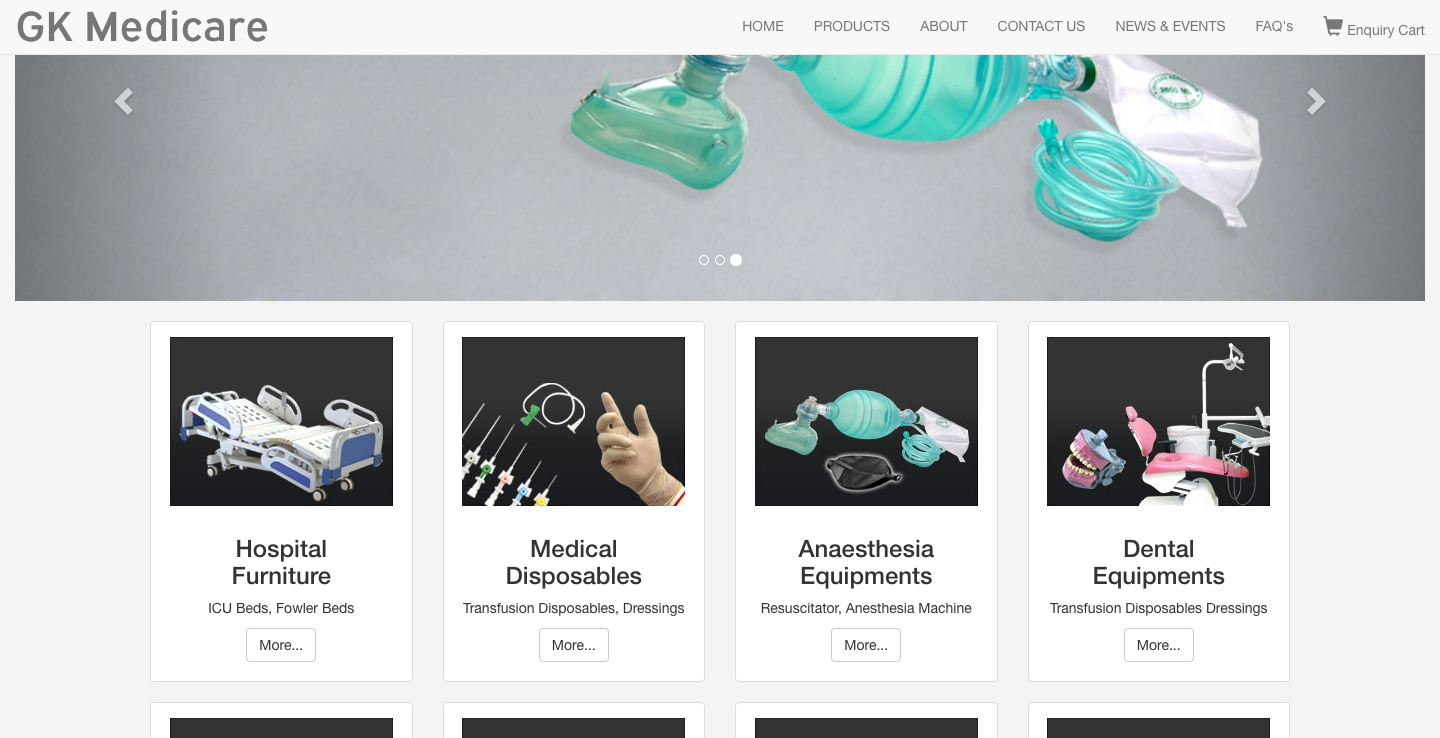 GK Medicare
HOME PRODUCTS ABOUT CONTACT US NEWS & EVENTS FAQ's Enquiry Cart
Hospital
Furniture
ICU Beds, Fowler Beds
More...
Medical
Disposables
Transfusion Disposables, Dressings
More...
Anaesthesia
Equipments
Resuscitator, Anesthesia Machine
More...
Dental
Equipments
Transfusion Disposables Dressings
More...